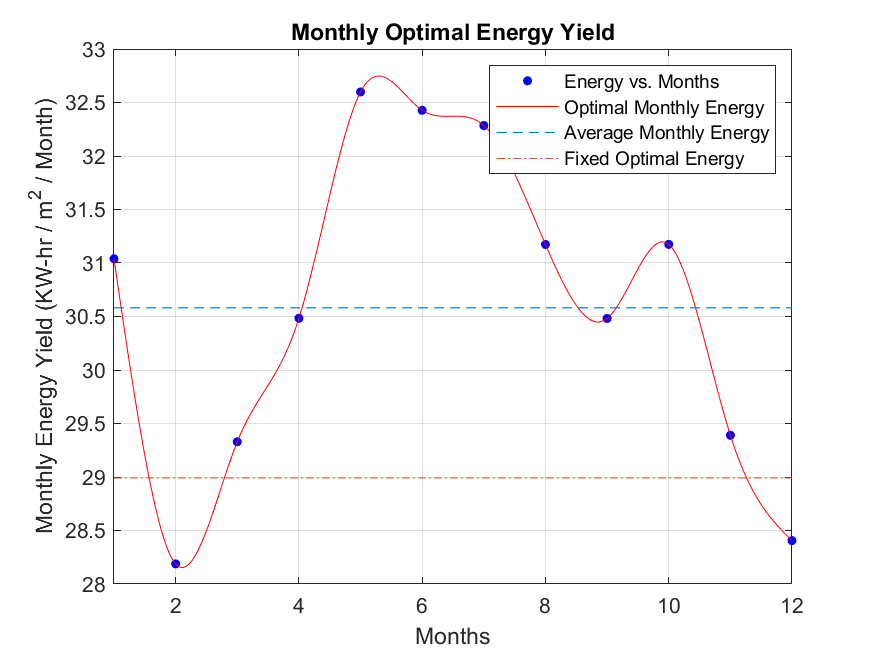 Monthly Optimal Energy Yield
33
32.5
32
31.5
31
30.5
30
29.5
29
28.5
28
Monthly Energy Yield (KW-hr / m² / Month)
Energy vs. Months
Optimal Monthly Energy
Average Monthly Energy
Fixed Optimal Energy
2 4 6 8 10 12
Months